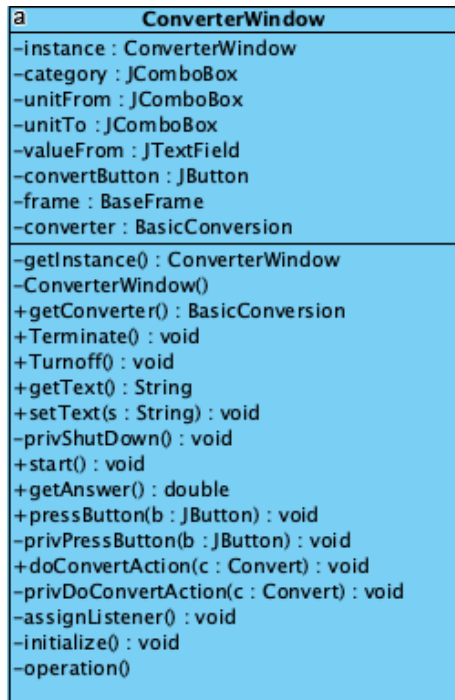 a ConverterWindow
-instance : ConverterWindow
-category : JComboBox
-unitFrom : JComboBox
-unitTo : JComboBox
-valueFrom : JTextField
-convertButton : JButton
-frame : BaseFrame
-converter : BasicConversion
-getInstance() : ConverterWindow
-ConverterWindow()
+getConverter() : BasicConversion
+Terminate() : void
+Turnoff() : void
+getText() : String
+setText(s : String) : void
-privShutDown() : void
+start() : void
+getAnswer() : double
+pressButton(b : JButton) : void
-privPressButton(b : JButton) : void
+doConvertAction(c : Convert) : void
-privDoConvertAction(c : Convert) : void
-assignListener() : void
-initialize() : void
-operation()